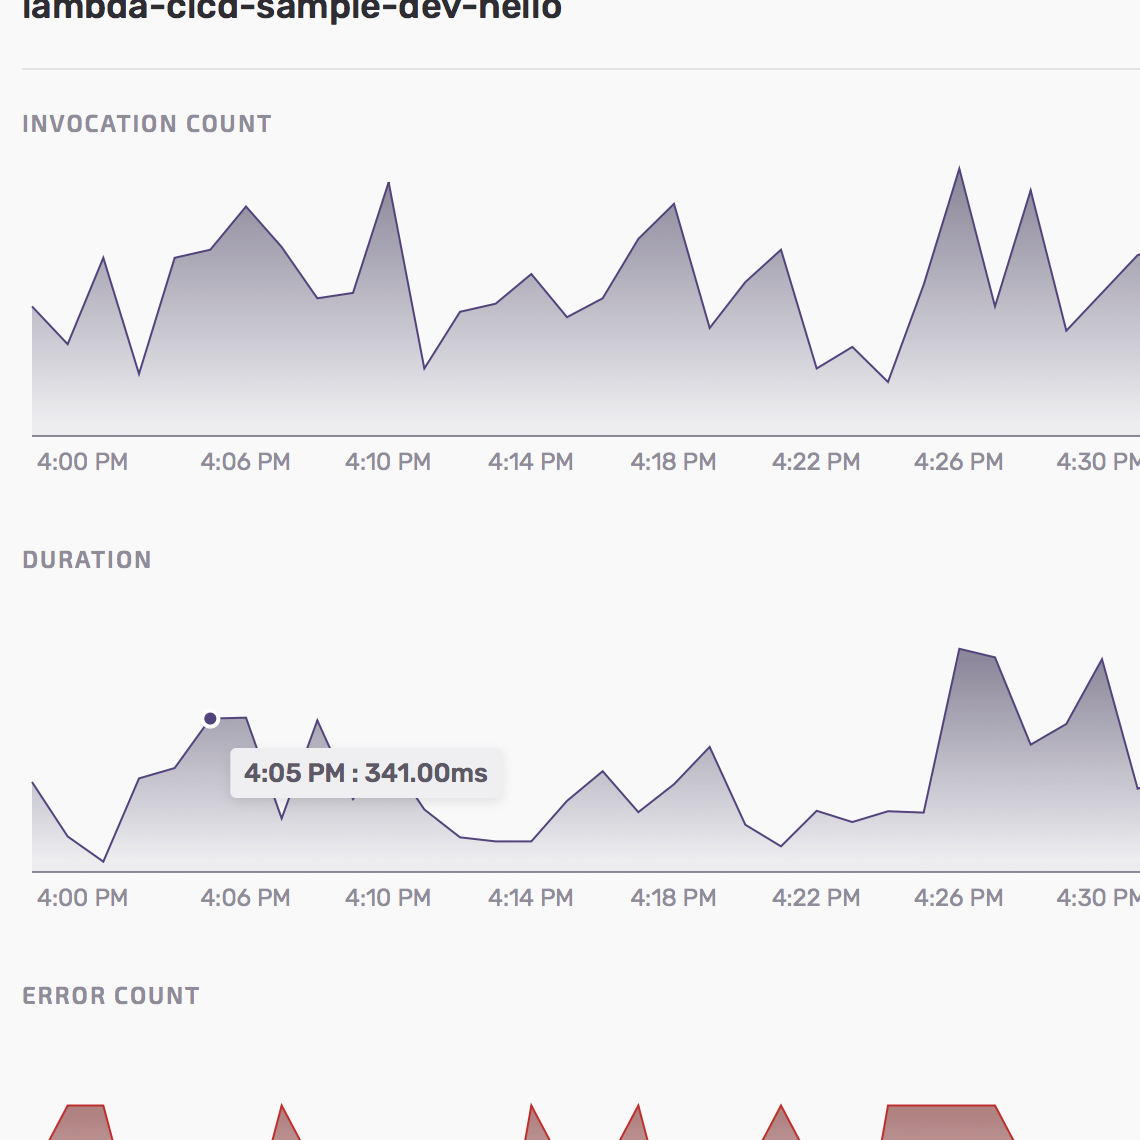 lambda-cicd-sample-dev-hello
INVOCATION COUNT
4:00 PM 4:06 PM 4:10 PM 4:14 PM 4:18 PM 4:22 PM 4:26 PM 4:30 PM
DURATION
4:05 PM : 341.00ms
4:00 PM 4:06 PM 4:10 PM 4:14 PM 4:18 PM 4:22 PM 4:26 PM 4:30 PM
ERROR COUNT